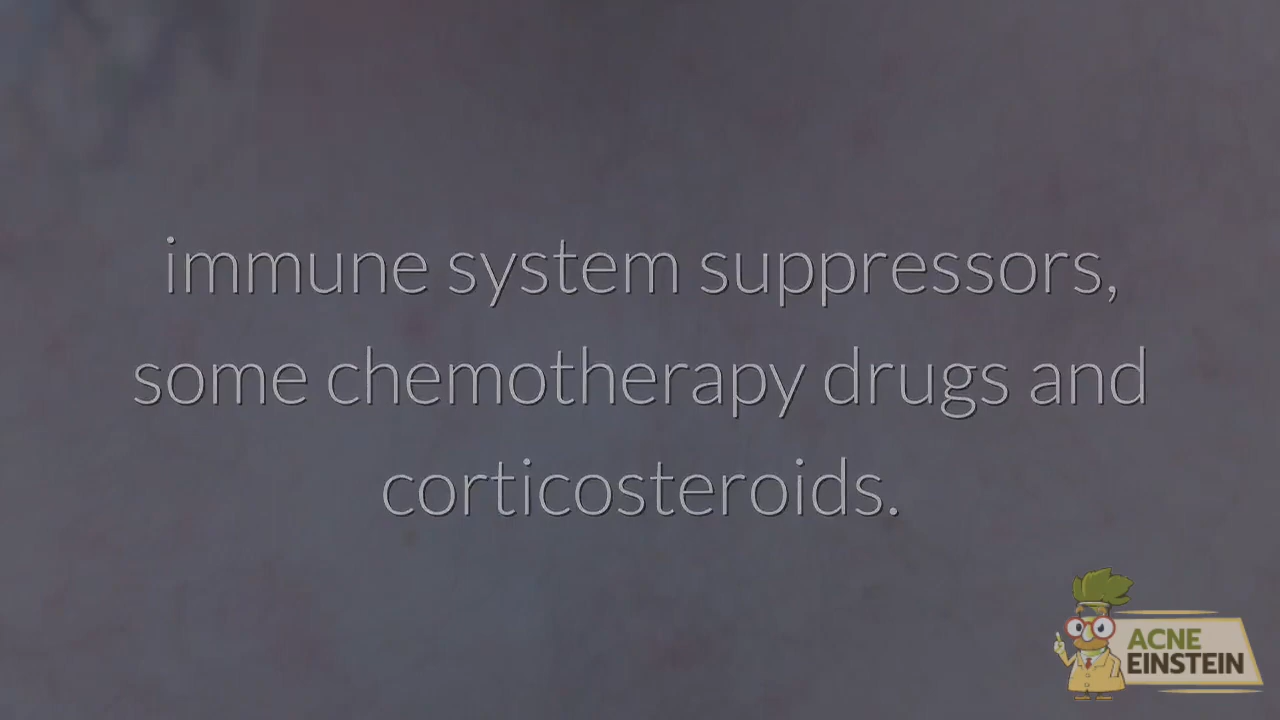 immune system suppressors,
some chemotherapy drugs and
corticosteroids.
ACNE
EINSTEIN